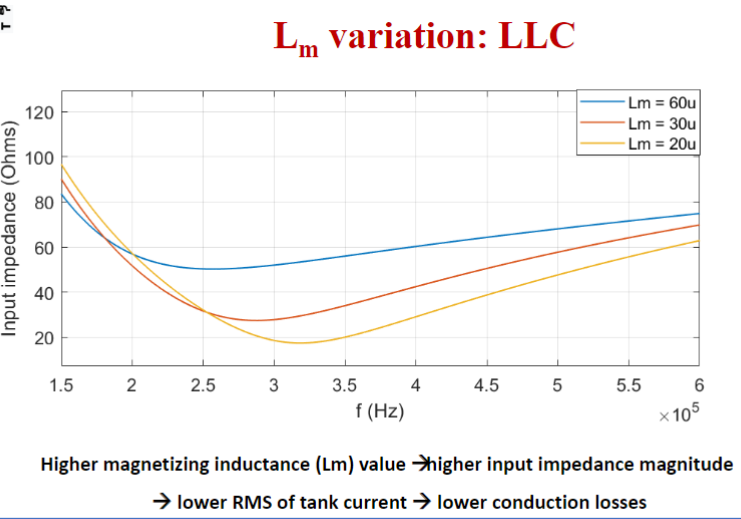 Lm variation: LLC
Lm = 60u
Lm = 30u
Lm = 20u
Input impedance (Ohms)
120
100
80
60
40
20
1.5 2 2.5 3 3.5 4 4.5 5 5.5 6
f (Hz)
×10^5
Higher magnetizing inductance (Lm) value →higher input impedance magnitude
→ lower RMS of tank current → lower conduction losses